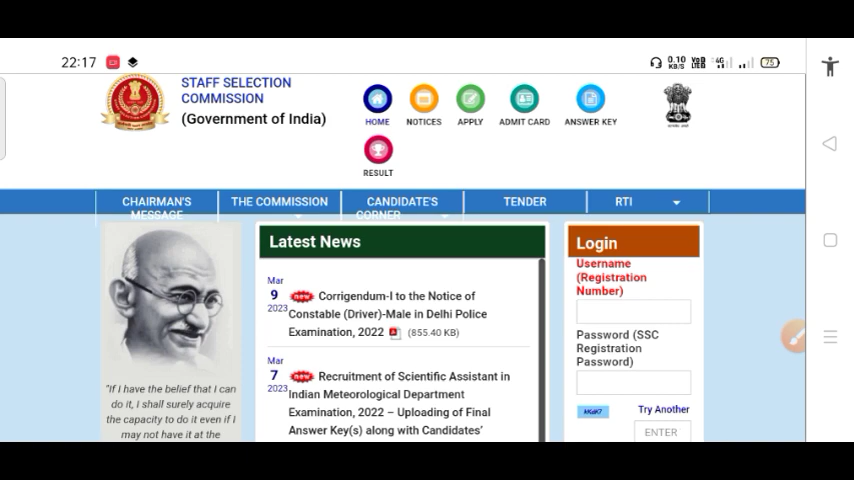 22:17
0.10
KB/S
4G
75
STAFF SELECTION
COMMISSION
(Government of India)
HOME
NOTICES
APPLY
ADMIT CARD
ANSWER KEY
RESULT
CHAIRMAN'S
MESSAGE
THE COMMISSION
CANDIDATE'S
CORNER
TENDER
RTI
"If I have the belief that I can
do it, I shall surely acquire
the capacity to do it even if I
may not have it at the
Latest News
Mar
9
2023
new Corrigendum-I to the Notice of
Constable (Driver)-Male in Delhi Police
Examination, 2022 (855.40 KB)
Mar
7
2023
new Recruitment of Scientific Assistant in
Indian Meteorological Department
Examination, 2022 – Uploading of Final
Answer Key(s) along with Candidates'
Login
Username
(Registration
Number)
Password (SSC
Registration
Password)
Try Another
ENTER